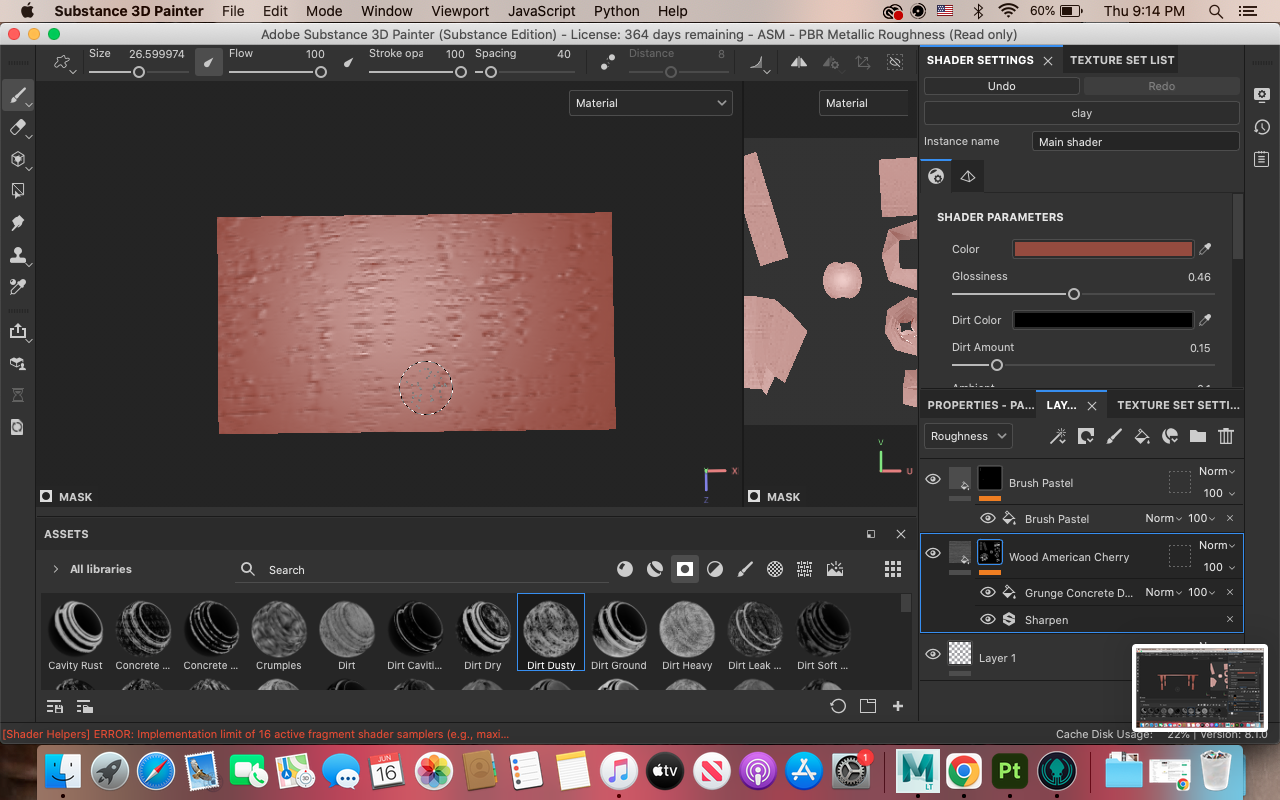 Substance 3D Painter File Edit Mode Window Viewport JavaScript Python Help 60% Thu 9:14 PM
Adobe Substance 3D Painter (Substance Edition) - License: 364 days remaining - ASM - PBR Metallic Roughness (Read only)
Size 26.599974 Flow 100 Stroke opa 100 Spacing 40 Distance 8
SHADER SETTINGS TEXTURE SET LIST
Undo Redo
clay
Instance name Main shader
Material Material
SHADER PARAMETERS
Color
Glossiness 0.46
Dirt Color
Dirt Amount 0.15
PROPERTIES - PA... LAY... TEXTURE SET SETTI...
Roughness
V
U
X
Z
MASK MASK
Norm
Brush Pastel
100
Brush Pastel Norm 100
Norm
Wood American Cherry
100
Grunge Concrete D... Norm 100
Sharpen
Layer 1
ASSETS
All libraries Search
Cavity Rust Concrete ... Concrete ... Crumples Dirt Dirt Caviti... Dirt Dry Dirt Dusty Dirt Ground Dirt Heavy Dirt Leak ... Dirt Soft ...
[Shader Helpers] ERROR: Implementation limit of 16 active fragment shader samplers (e.g., maxi...
Cache Disk Usage: 22% | Version: 8.1.0
JUN
16
tv
1
M
LT
Pt